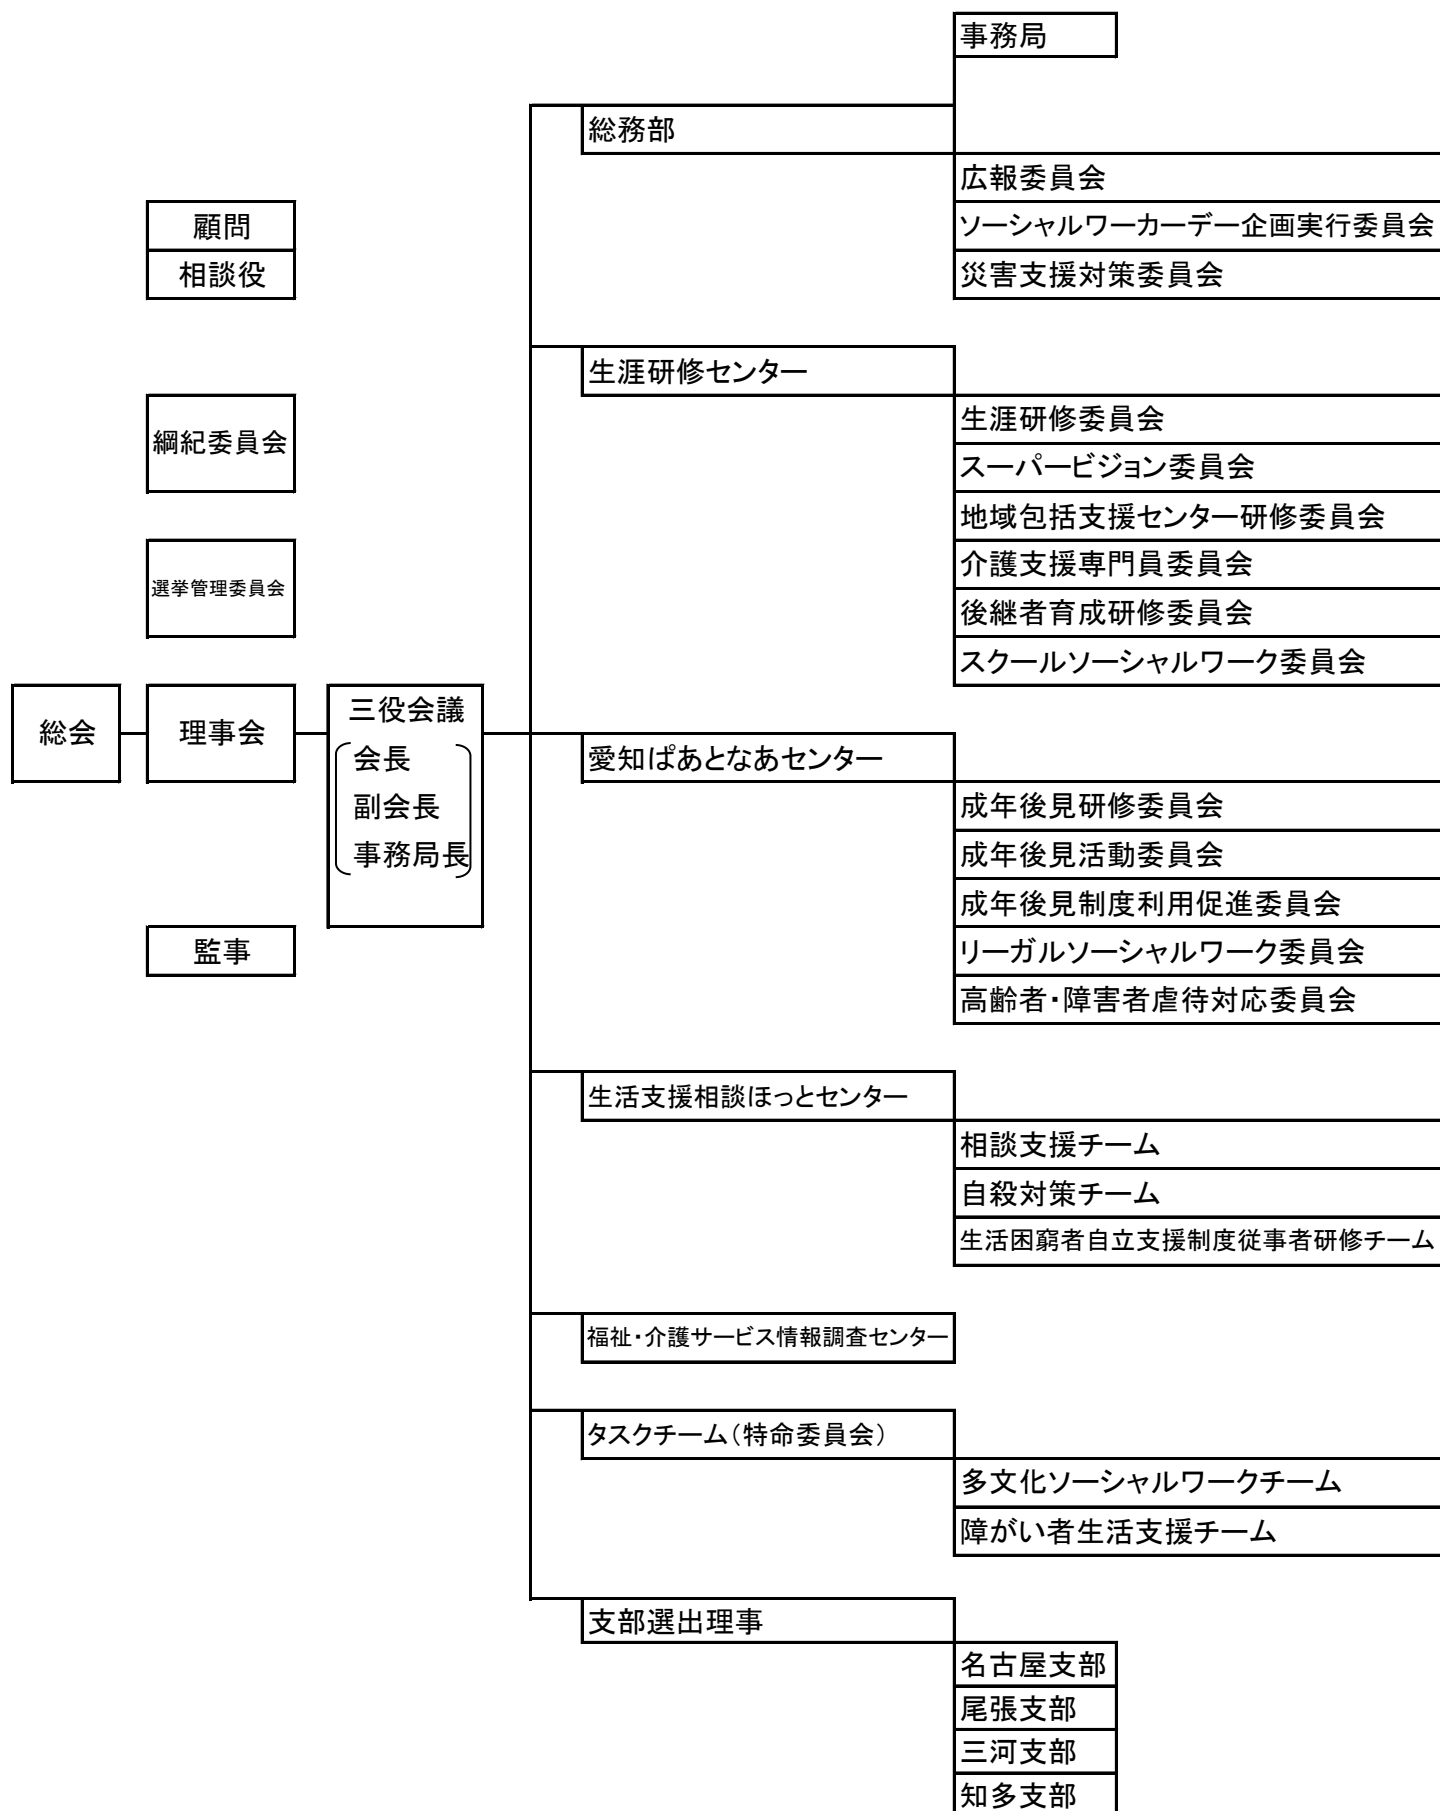 事務局
総務部
広報委員会
ソーシャルワーカーデー企画実行委員会
災害支援対策委員会
顧問
相談役
綱紀委員会
選挙管理委員会
総会
理事会
三役会議
会長
副会長
事務局長
監事
生涯研修センター
生涯研修委員会
スーパービジョン委員会
地域包括支援センター研修委員会
介護支援専門員委員会
後継者育成研修委員会
スクールソーシャルワーク委員会
愛知ぱあとなあセンター
成年後見研修委員会
成年後見活動委員会
成年後見制度利用促進委員会
リーガルソーシャルワーク委員会
高齢者・障害者虐待対応委員会
生活支援相談ほっとセンター
相談支援チーム
自殺対策チーム
生活困窮者自立支援制度従事者研修チーム
福祉・介護サービス情報調査センター
タスクチーム（特命委員会）
多文化ソーシャルワークチーム
障がい者生活支援チーム
支部選出理事
名古屋支部
尾張支部
三河支部
知多支部